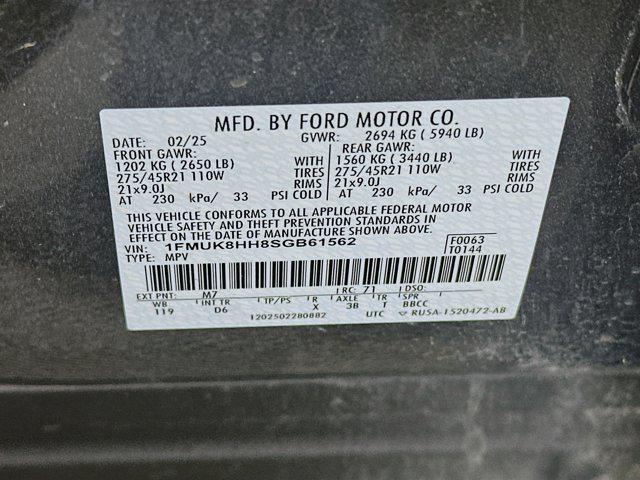 MFD. BY FORD MOTOR CO.
DATE: 02/25 GVWR: 2694 KG ( 5940 LB)
FRONT GAWR: REAR GAWR:
1202 KG ( 2650 LB) WITH 1560 KG ( 3440 LB) WITH
275/45R21 110W TIRES 275/45R21 110W TIRES
21x9.0J RIMS 21x9.0J RIMS
AT 230 kPa/ 33 PSI COLD AT 230 kPa/ 33 PSI COLD
THIS VEHICLE CONFORMS TO ALL APPLICABLE FEDERAL MOTOR
VEHICLE SAFETY AND THEFT PREVENTION STANDARDS IN
EFFECT ON THE DATE OF MANUFACTURE SHOWN ABOVE.
VIN: 1FMUK8HH8SGB61562 F0063
TYPE: MPV T0144
EXT PNT: M7 RC: 71 DSO:
WB INT TR TP/PS R AXLE TR SPR
119 D6 X 3B T BBCC
1202502280882 UTC RU5A-1520472-AB